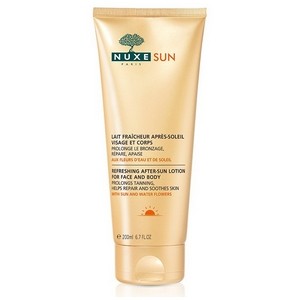 NUXE SUN
PARIS
LAIT FRAÎCHEUR APRÈS-SOLEIL
VISAGE ET CORPS
PROLONGE LE BRONZAGE,
RÉPARE, APAISE
AUX FLEURS D'EAU ET DE SOLEIL
REFRESHING AFTER-SUN LOTION
FOR FACE AND BODY
PROLONGS TANNING,
HELPS REPAIR AND SOOTHES SKIN
WITH SUN AND WATER FLOWERS
200ml 6.7 FL.OZ